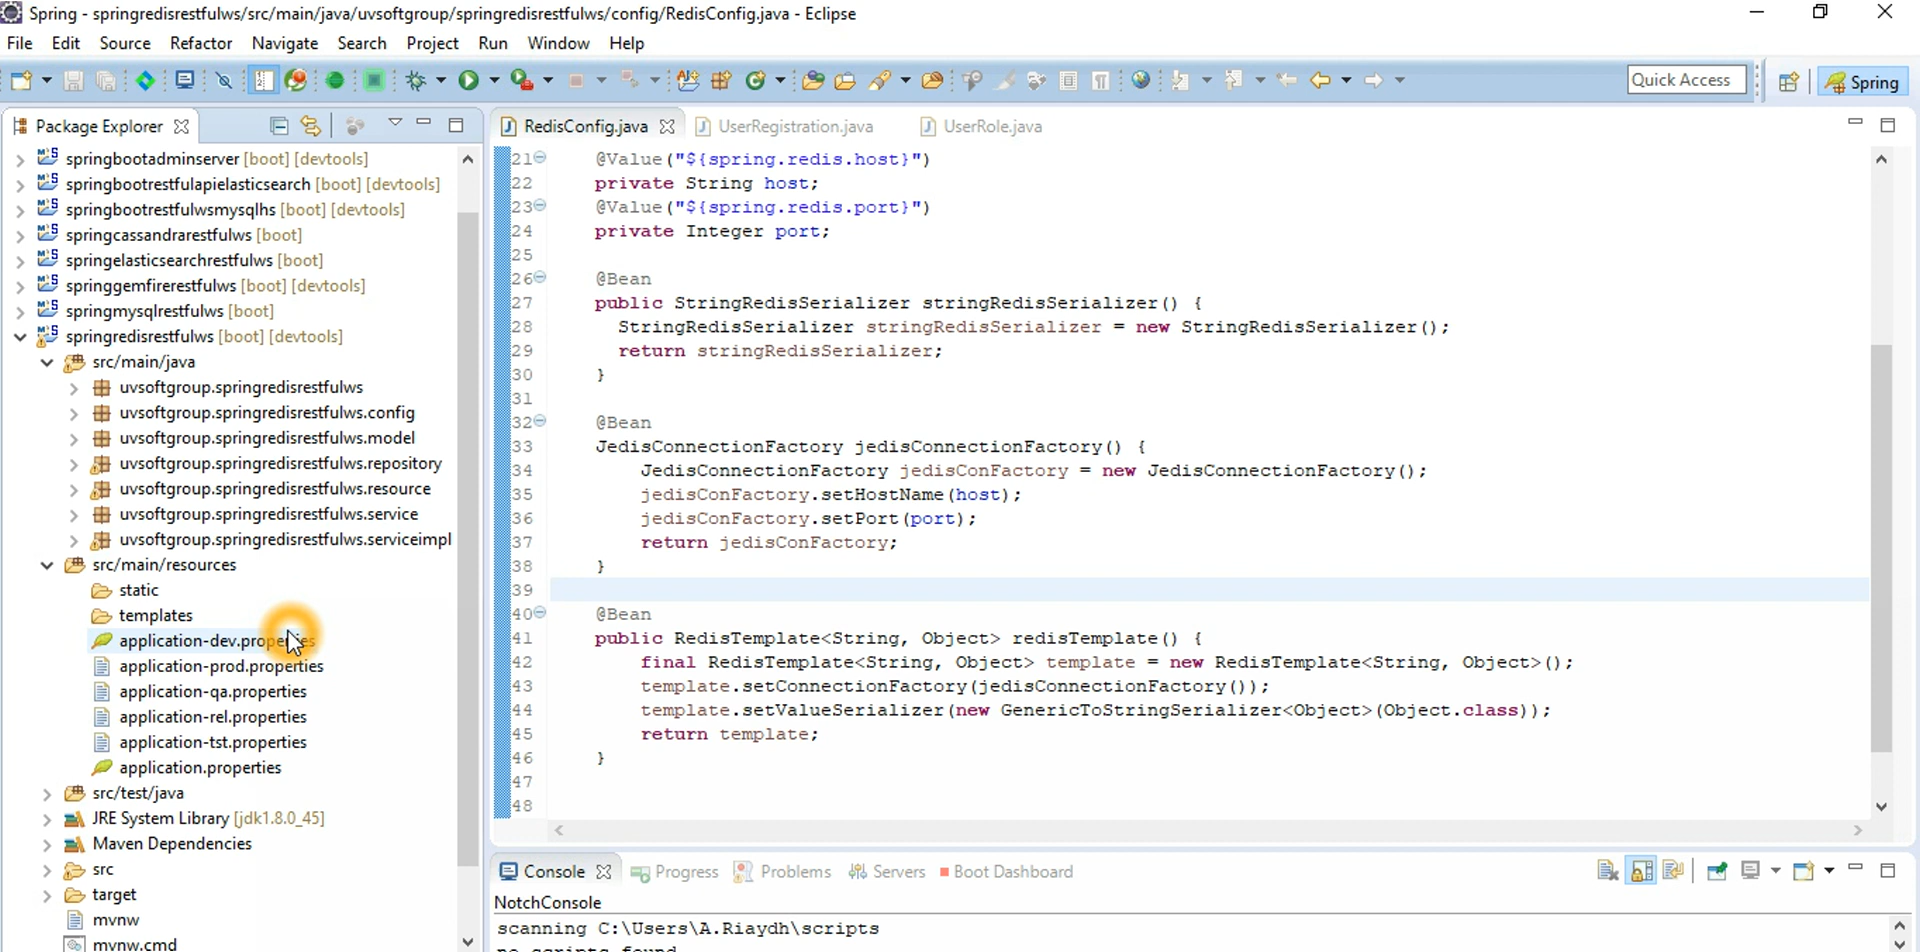 Spring - springredisrestfulws/src/main/java/uvsoftgroup/springredisrestfulws/config/RedisConfig.java - Eclipse
File Edit Source Refactor Navigate Search Project Run Window Help
Quick Access
Spring
Package Explorer
springbootadminserver [boot] [devtools]
springbootrestfulapielasticsearch [boot] [devtools]
springbootrestfulwsmysqlhs [boot] [devtools]
springcassandrarestfulws [boot]
springelasticsearchrestfulws [boot]
springgemfirerestfulws [boot] [devtools]
springmysqlrestfulws [boot]
springredisrestfulws [boot] [devtools]
src/main/java
uvsoftgroup.springredisrestfulws
uvsoftgroup.springredisrestfulws.config
uvsoftgroup.springredisrestfulws.model
uvsoftgroup.springredisrestfulws.repository
uvsoftgroup.springredisrestfulws.resource
uvsoftgroup.springredisrestfulws.service
uvsoftgroup.springredisrestfulws.serviceimpl
src/main/resources
static
templates
application-dev.properties
application-prod.properties
application-qa.properties
application-rel.properties
application-tst.properties
application.properties
src/test/java
JRE System Library [jdk1.8.0_45]
Maven Dependencies
src
target
mvnw
mvnw.cmd
RedisConfig.java UserRegistration.java UserRole.java
21 @Value("${spring.redis.host}")
22 private String host;
23 @Value("${spring.redis.port}")
24 private Integer port;
25
26 @Bean
27 public StringRedisSerializer stringRedisSerializer() {
28 StringRedisSerializer stringRedisSerializer = new StringRedisSerializer();
29 return stringRedisSerializer;
30 }
31
32 @Bean
33 JedisConnectionFactory jedisConnectionFactory() {
34 JedisConnectionFactory jedisConFactory = new JedisConnectionFactory();
35 jedisConFactory.setHostName(host);
36 jedisConFactory.setPort(port);
37 return jedisConFactory;
38 }
39
40 @Bean
41 public RedisTemplate<String, Object> redisTemplate() {
42 final RedisTemplate<String, Object> template = new RedisTemplate<String, Object>();
43 template.setConnectionFactory(jedisConnectionFactory());
44 template.setValueSerializer(new GenericToStringSerializer<Object>(Object.class));
45 return template;
46 }
47
48
Console Progress Problems Servers Boot Dashboard
NotchConsole
scanning C:\Users\A.Riaydh\scripts
no scripts found